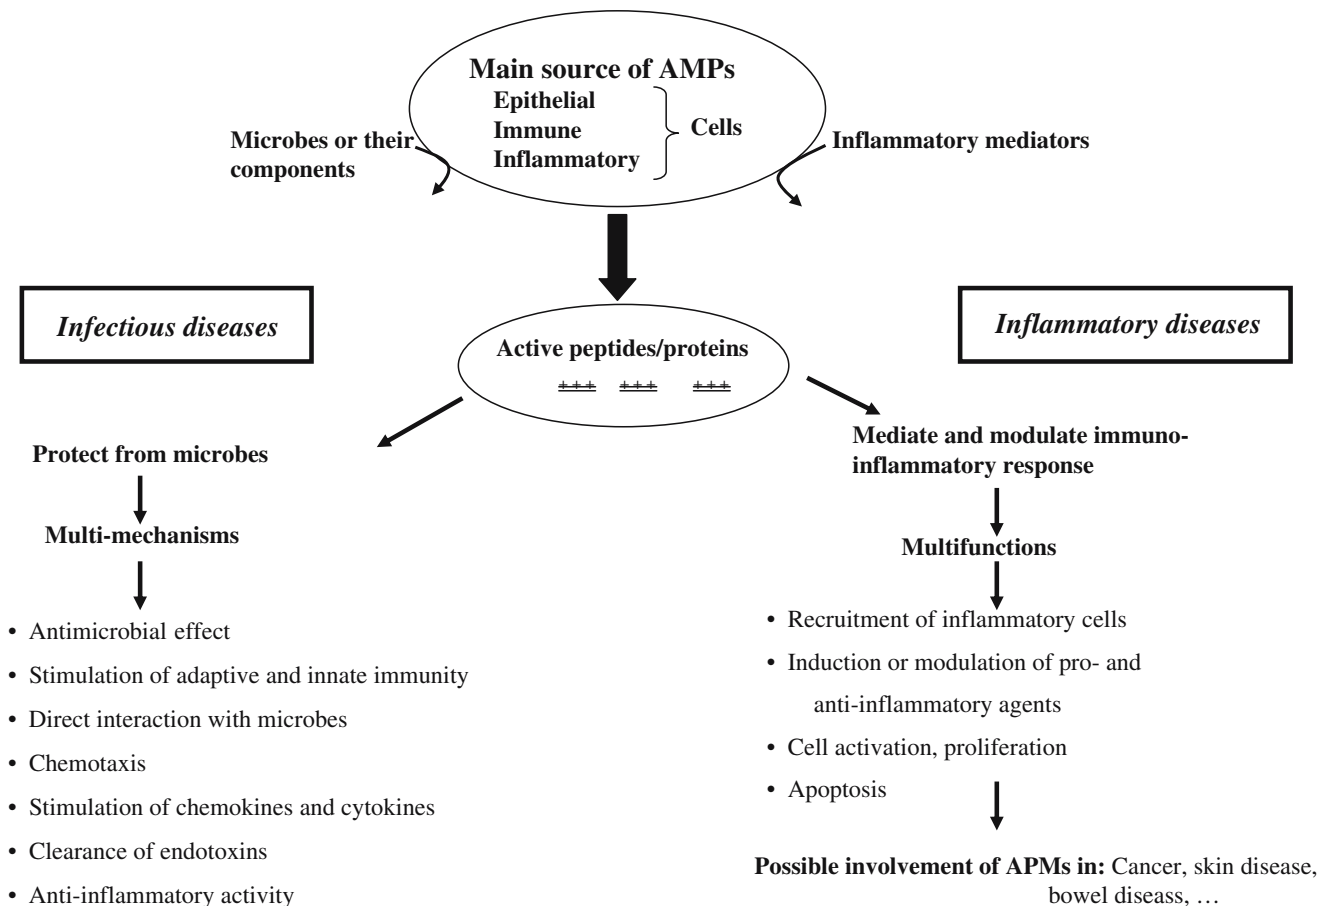 Main source of AMPs
Epithelial
Immune
Inflammatory
Cells
Microbes or their
components
Inflammatory mediators
Infectious diseases
Active peptides/proteins
+++ +++ +++
Inflammatory diseases
Protect from microbes
Multi-mechanisms
• Antimicrobial effect
• Stimulation of adaptive and innate immunity
• Direct interaction with microbes
• Chemotaxis
• Stimulation of chemokines and cytokines
• Clearance of endotoxins
• Anti-inflammatory activity
Mediate and modulate immuno-
inflammatory response
Multifunctions
• Recruitment of inflammatory cells
• Induction or modulation of pro- and
anti-inflammatory agents
• Cell activation, proliferation
• Apoptosis
Possible involvement of APMs in: Cancer, skin disease,
bowel diseass, …